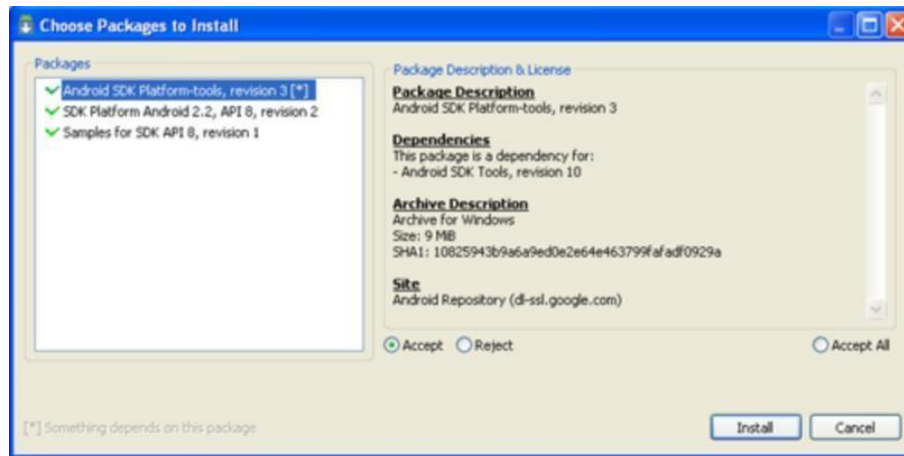 Choose Packages to Install
Packages
Android SDK Platform-tools, revision 3 [*]
SDK Platform Android 2.2, API 8, revision 2
Samples for SDK API 8, revision 1
Package Description & License
Package Description
Android SDK Platform-tools, revision 3
Dependencies
This package is a dependency for:
- Android SDK Tools, revision 10
Archive Description
Archive for Windows
Size: 9 MiB
SHA1: 10825943b9a6a9ed0e2e64e463799fafadf0929a
Site
Android Repository (dl-ssl.google.com)
Accept Reject Accept All
[*] Something depends on this package
Install Cancel